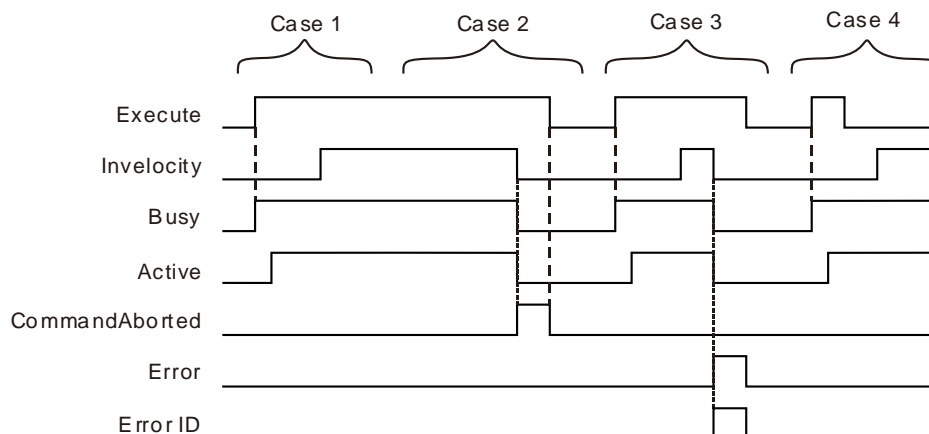 Case 1 Case 2 Case 3 Case 4
Execute
Invelocity
Busy
Active
CommandAborted
Error
Error ID